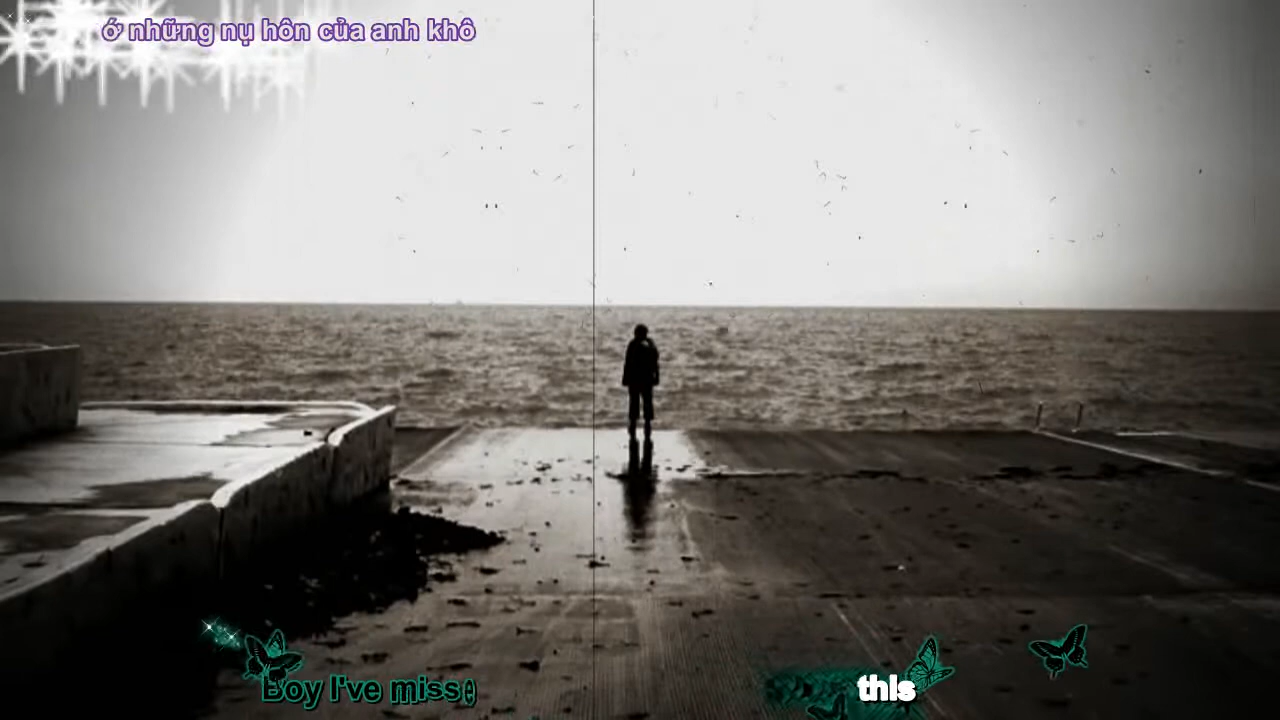 ớ những nụ hôn của anh khô
Boy I've miss
this